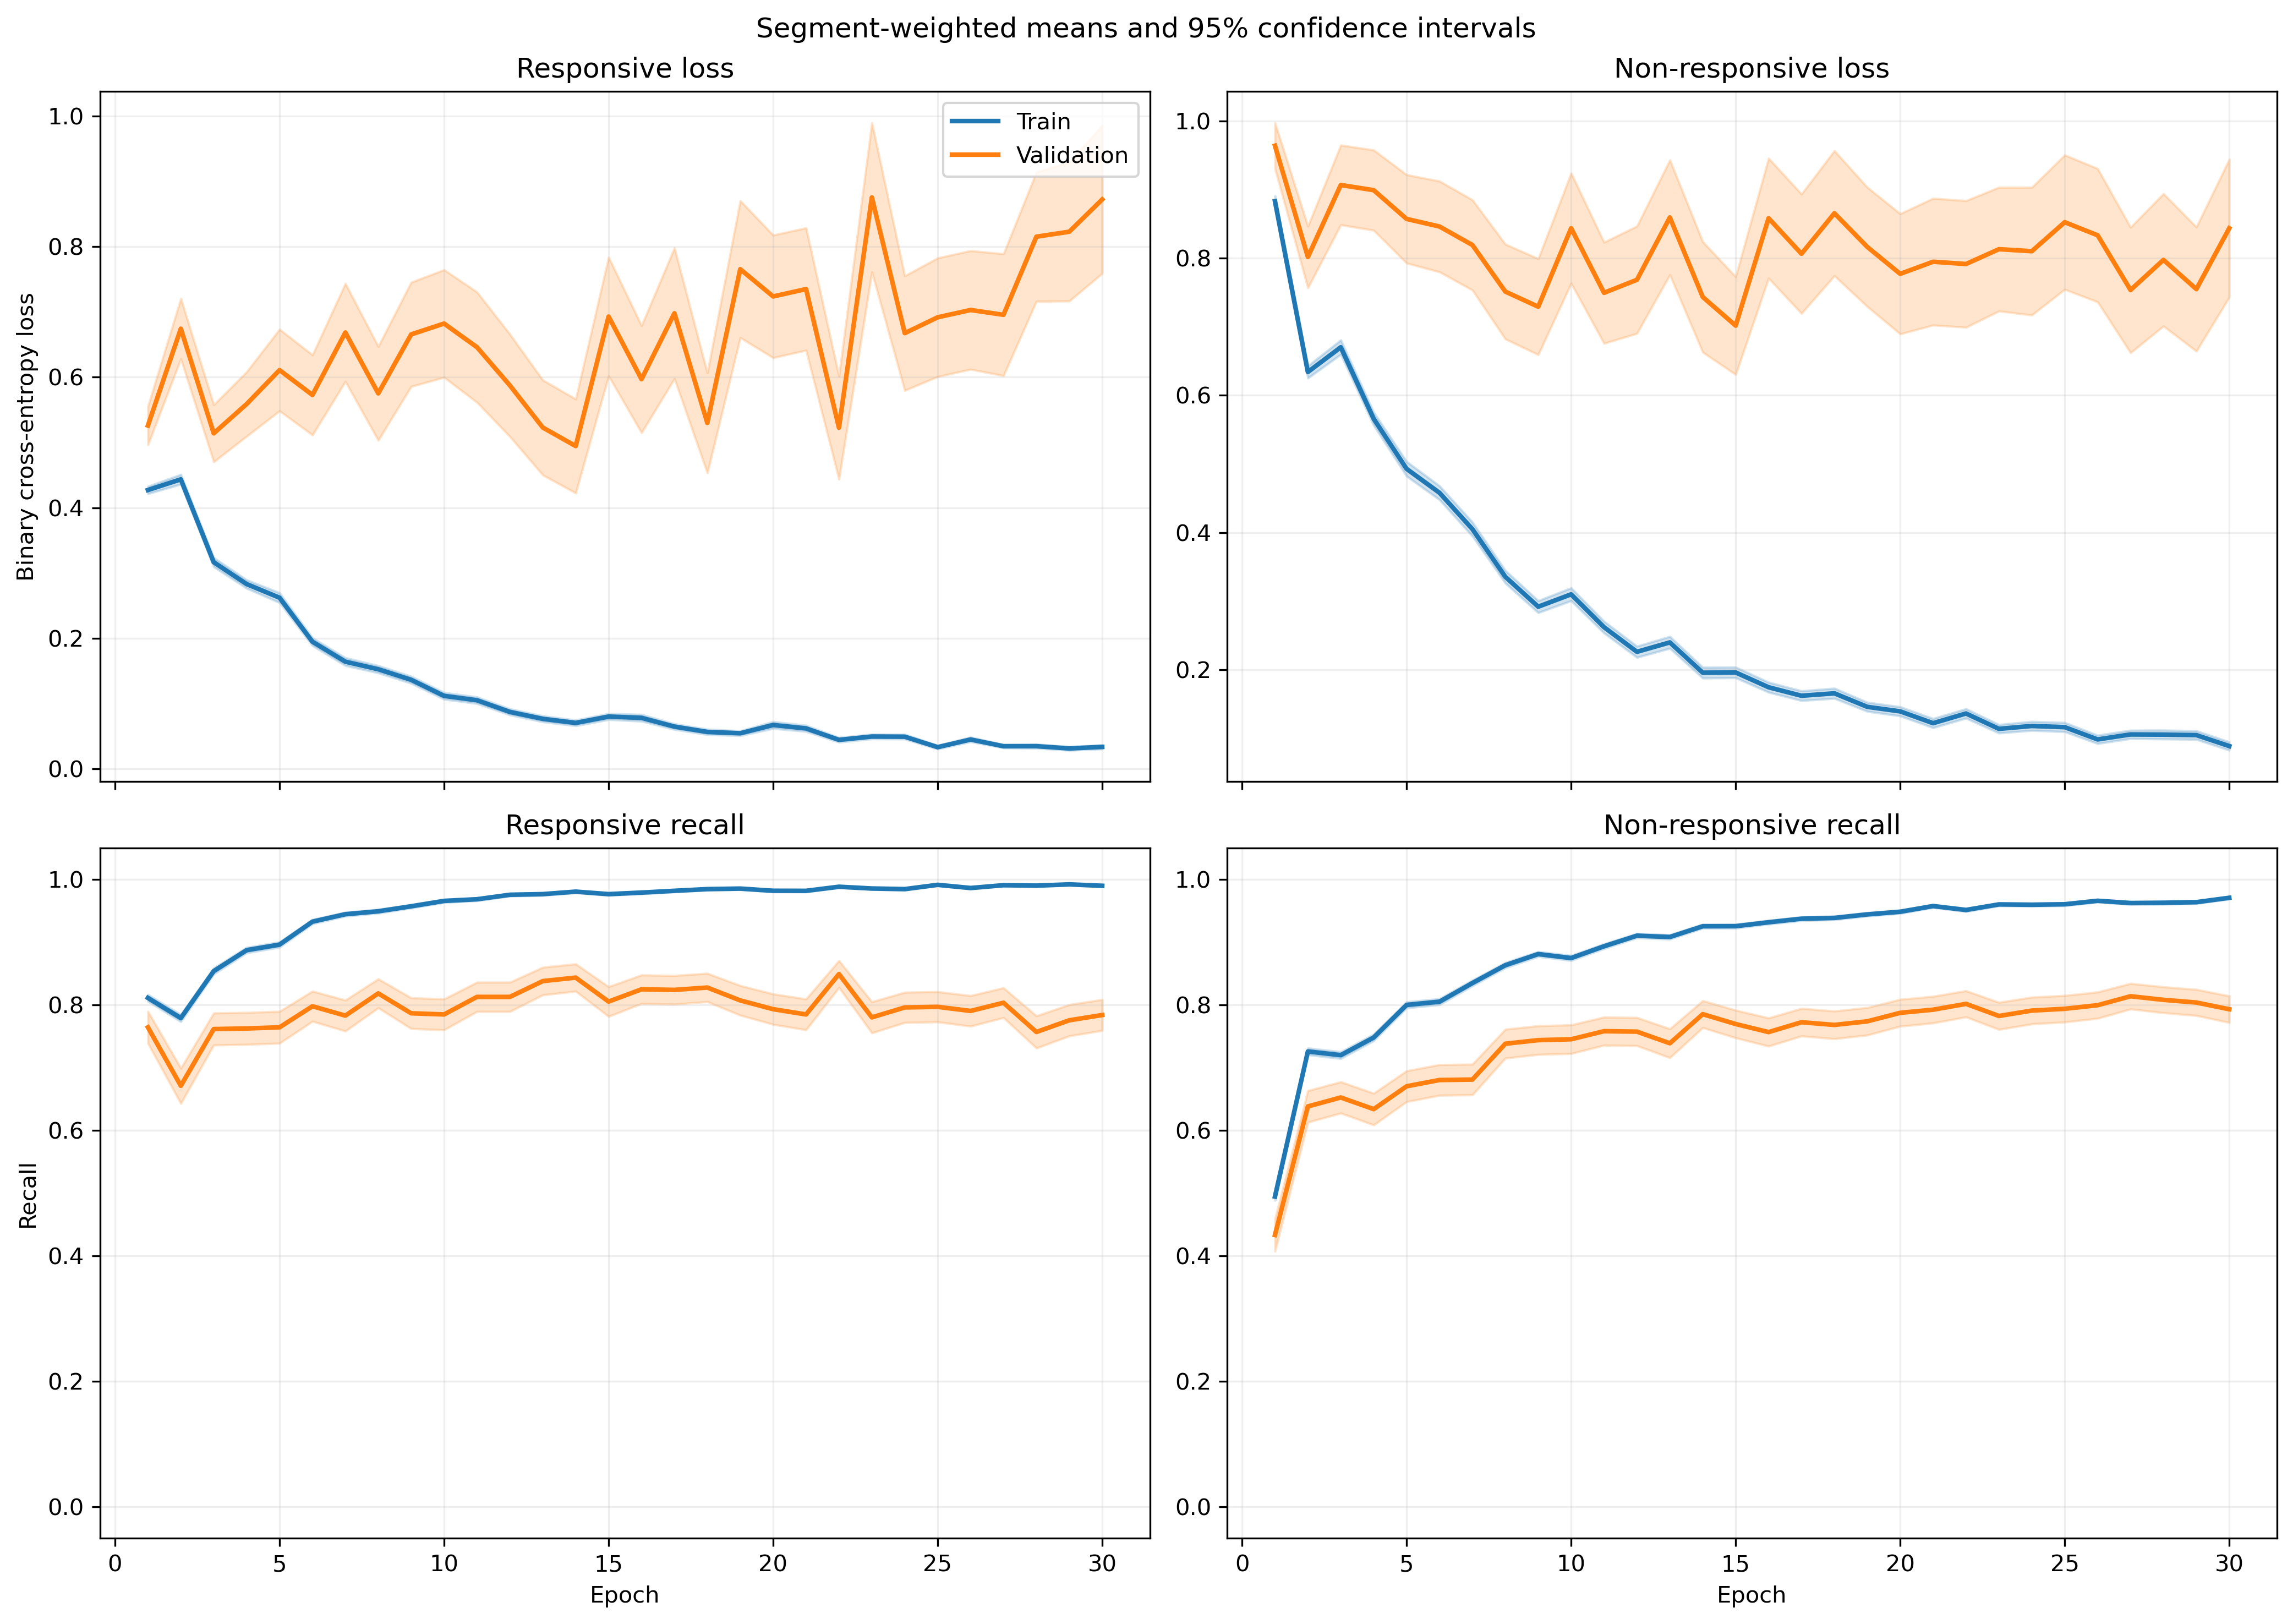 Segment-weighted means and 95% confidence intervals
Responsive loss
Non-responsive loss
Binary cross-entropy loss
1.0
0.8
0.6
0.4
0.2
0.0
Train
Validation
1.0
0.8
0.6
0.4
0.2
Responsive recall
Non-responsive recall
Recall
1.0
0.8
0.6
0.4
0.2
0.0
0 5 10 15 20 25 30
Epoch
1.0
0.8
0.6
0.4
0.2
0.0
0 5 10 15 20 25 30
Epoch